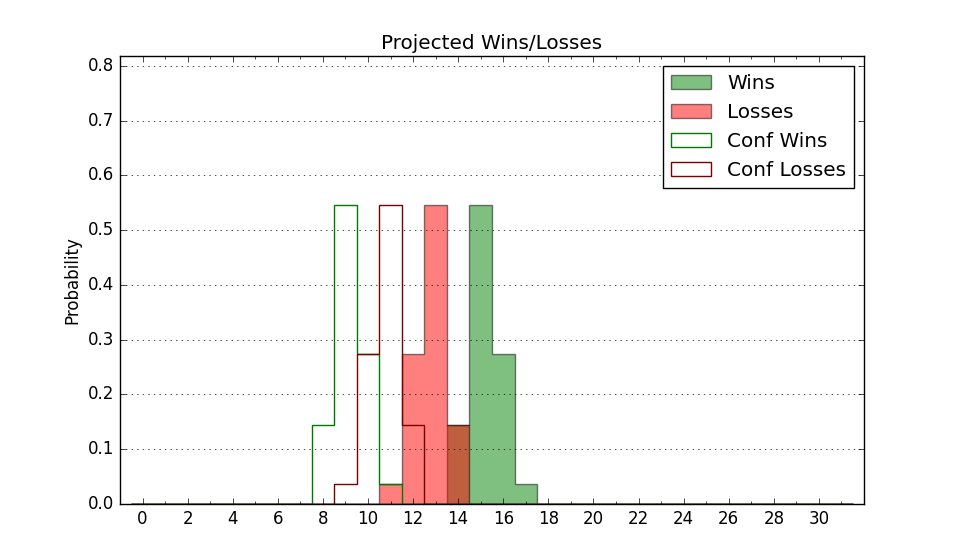 Projected Wins/Losses
0.8
0.7
0.6
0.5
0.4
0.3
0.2
0.1
0.0
Probability
Wins
Losses
Conf Wins
Conf Losses
0 2 4 6 8 10 12 14 16 18 20 22 24 26 28 30